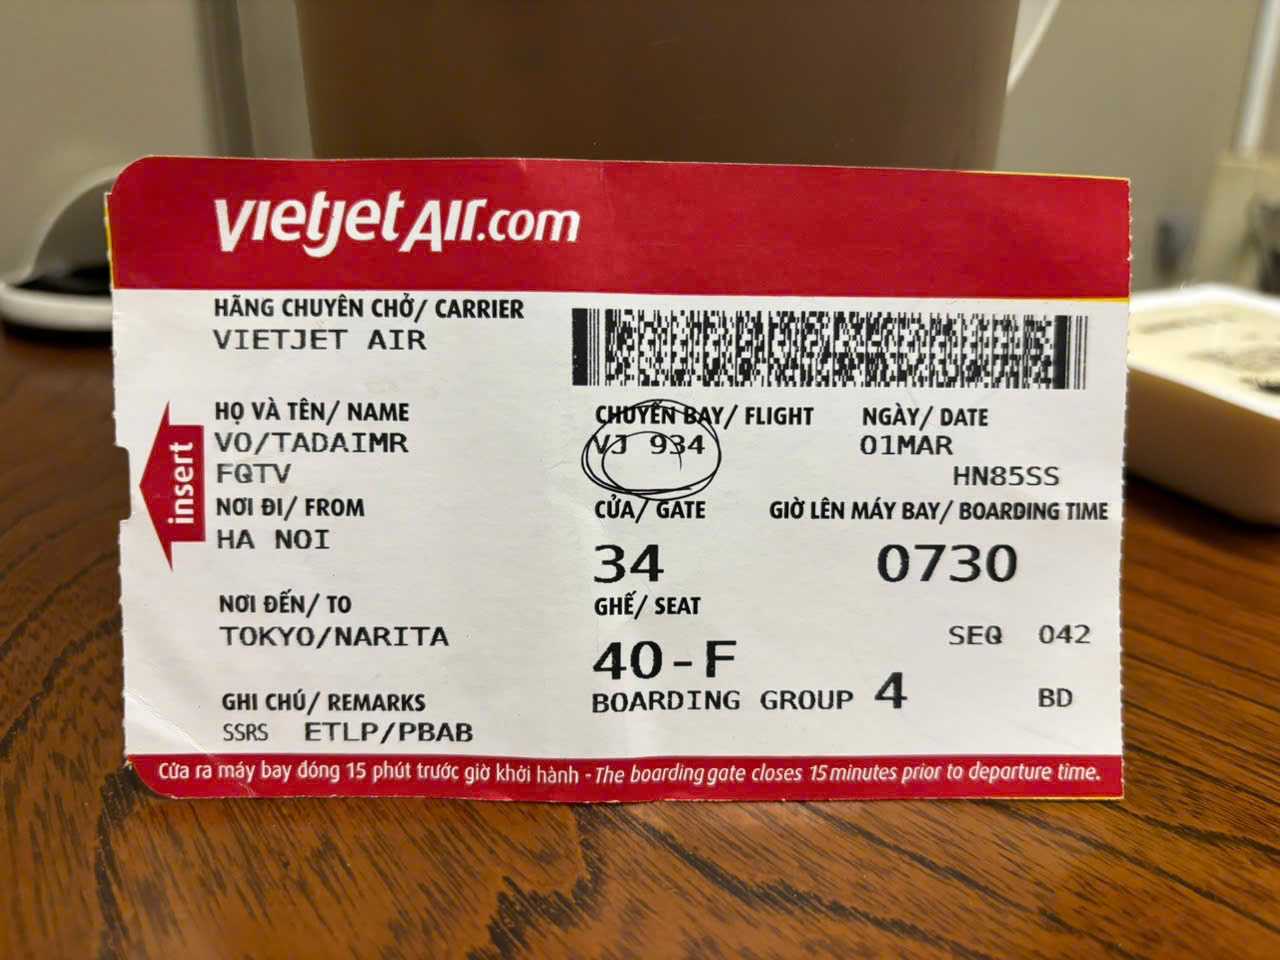 vietjetAir.com
HÃNG CHUYÊN CHỞ/ CARRIER
VIETJET AIR
HỌ VÀ TÊN/ NAME
VO/TADAIMR
FQTV
CHUYẾN BAY/ FLIGHT
VJ 934
NGÀY/ DATE
01MAR
HN85SS
insert
NƠI ĐI/ FROM
HA NOI
CỬA/ GATE
34
GIỜ LÊN MÁY BAY/ BOARDING TIME
0730
NƠI ĐẾN/ TO
TOKYO/NARITA
GHẾ/ SEAT
40-F
SEQ 042
GHI CHÚ/ REMARKS
SSRS ETLP/PBAB
BOARDING GROUP 4
BD
Cửa ra máy bay đóng 15 phút trước giờ khởi hành - The boarding gate closes 15 minutes prior to departure time.